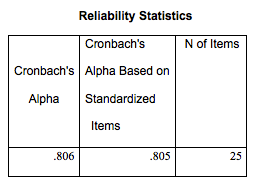 Reliability Statistics
Cronbach's Alpha
Cronbach's Alpha Based on Standardized Items
N of Items
.806 .805 25